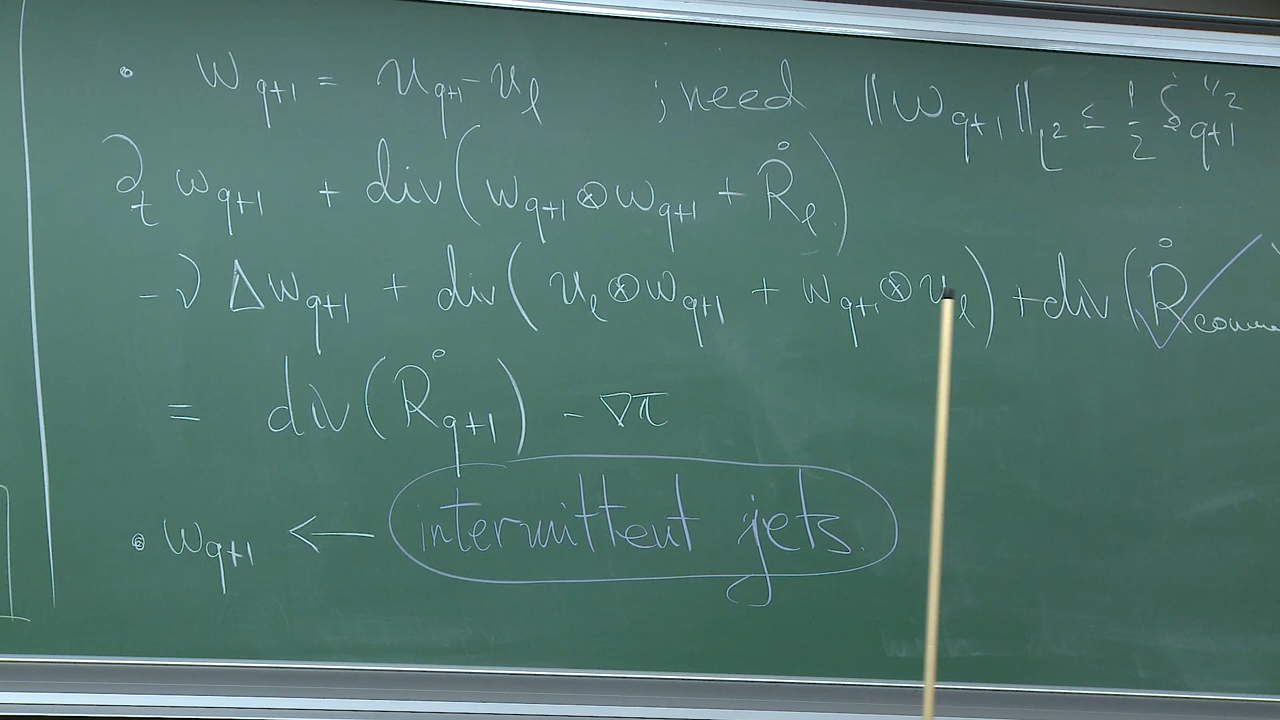 • w_{q+1} = u_{q+1} - u_ℓ ; need ‖w_{q+1}‖_{L²} ≤ 1/2 δ_{q+1}^{1/2}
∂_t w_{q+1} + div(w_{q+1} ⊗ w_{q+1} + R̊_ℓ)
- ν Δw_{q+1} + div(u_ℓ ⊗ w_{q+1} + w_{q+1} ⊗ u_ℓ) + div(R̊
= div(R̊_{q+1}) - ∇π
• w_{q+1} ← intermittent jets.